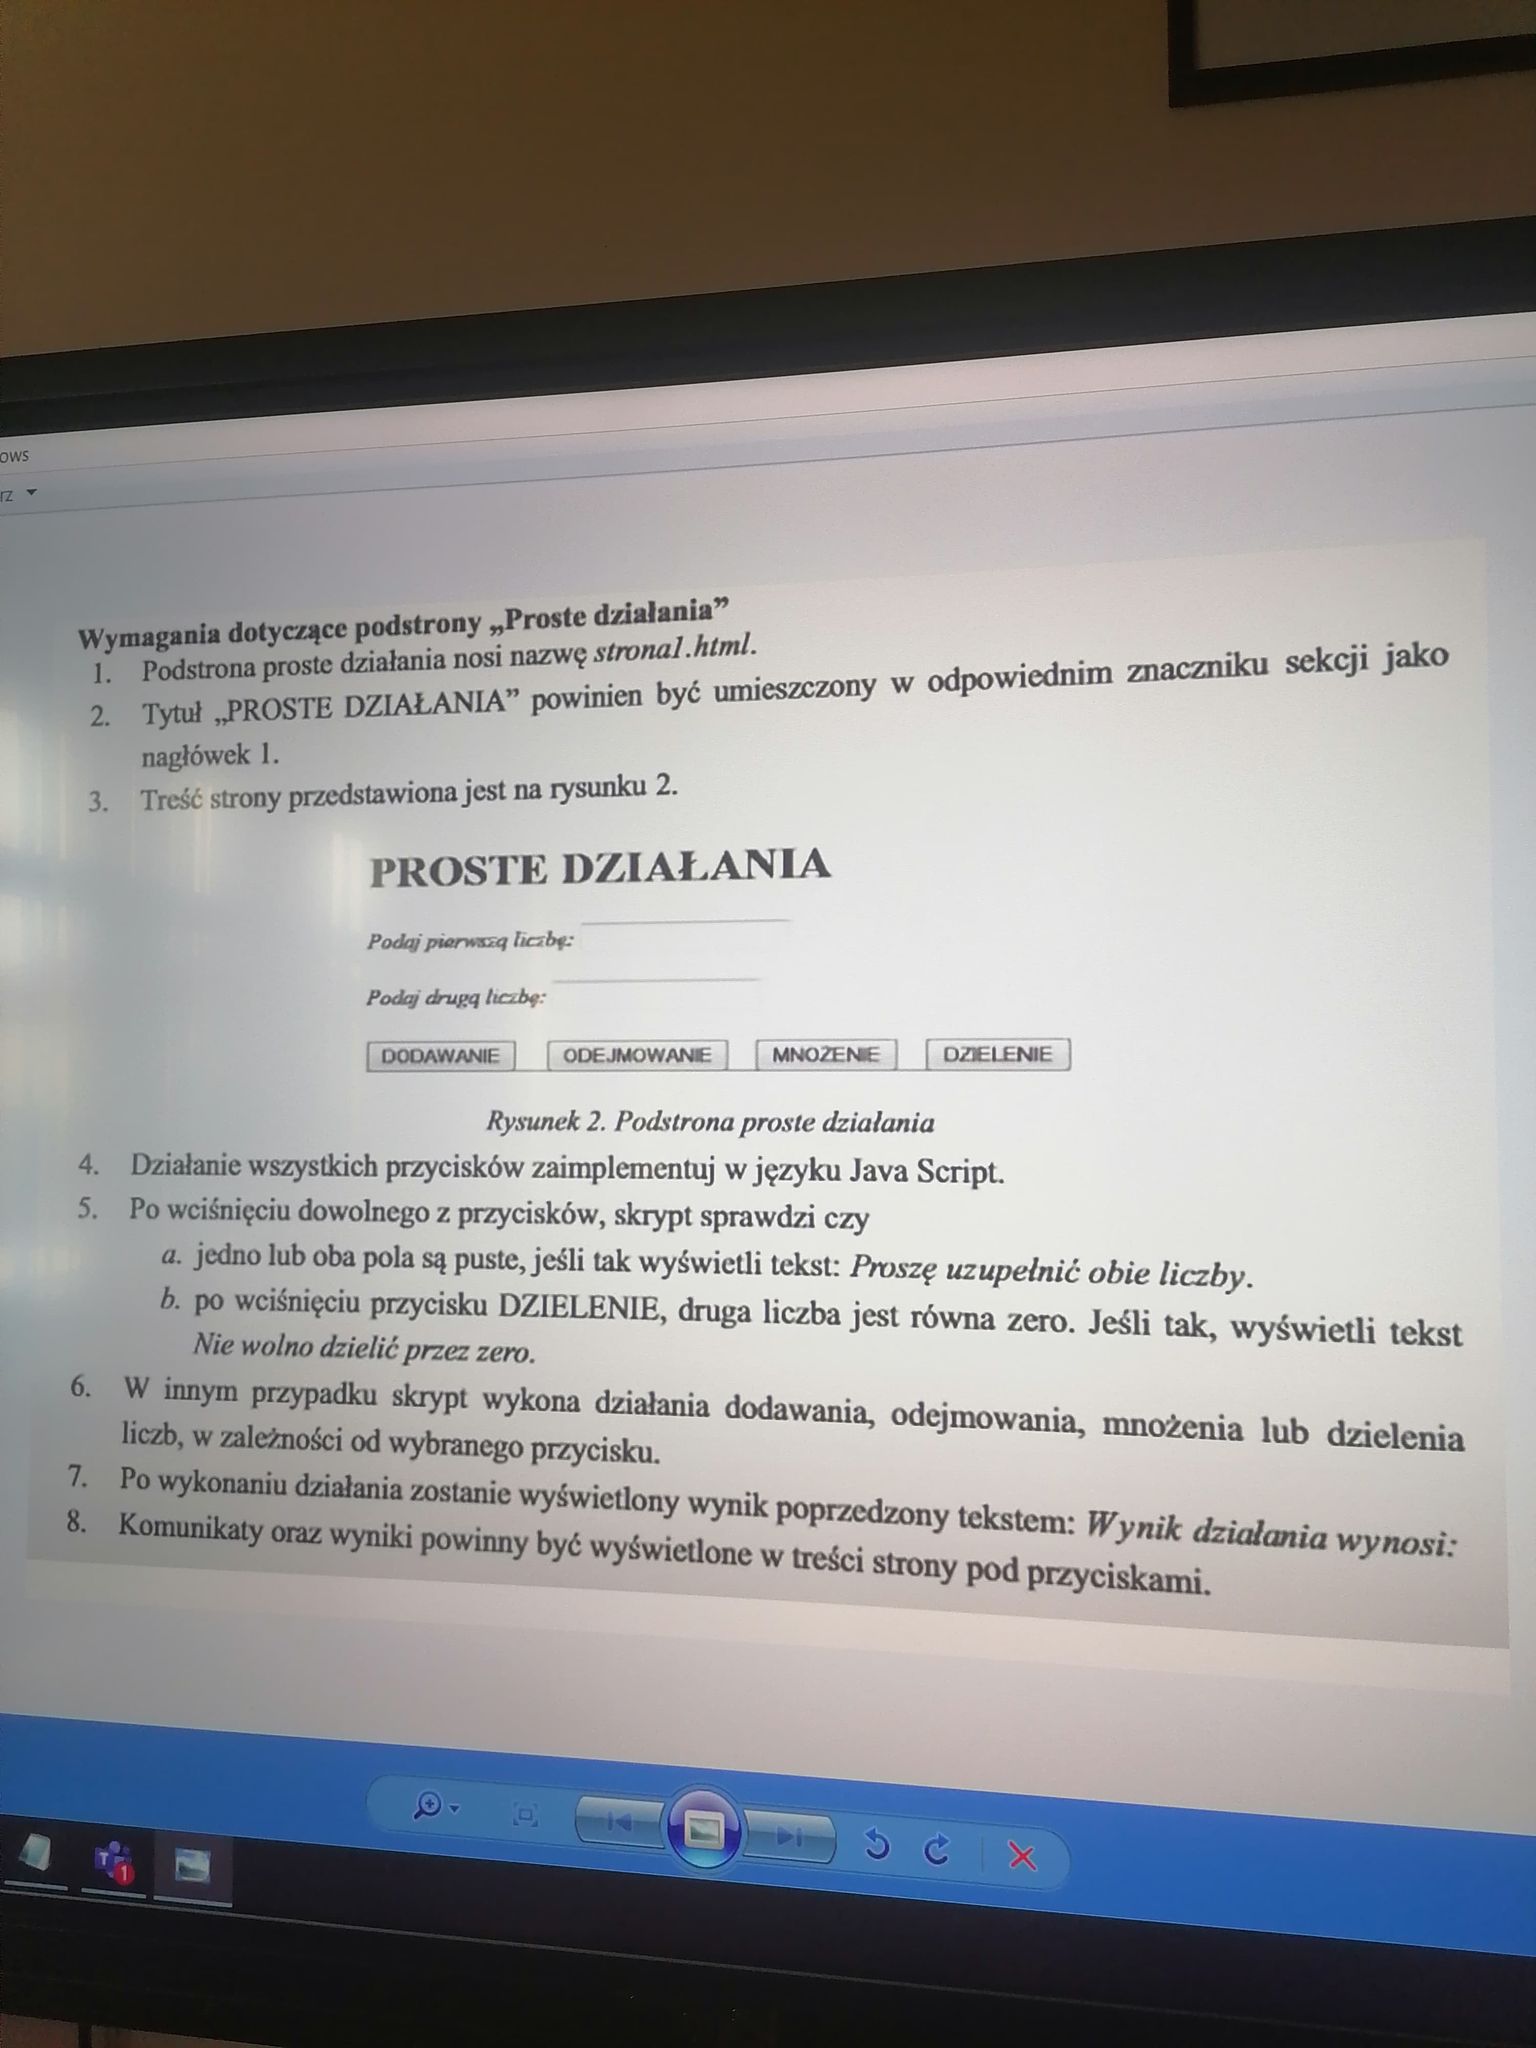 ows
rz
Wymagania dotyczące podstrony „Proste działania”
1. Podstrona proste działania nosi nazwę strona1.html.
2. Tytuł „PROSTE DZIAŁANIA” powinien być umieszczony w odpowiednim znaczniku sekcji jako
nagłówek 1.
3. Treść strony przedstawiona jest na rysunku 2.
PROSTE DZIAŁANIA
Podaj pierwszą liczbę:
Podaj drugą liczbę:
DODAWANIE ODEJMOWANIE MNOŻENIE DZIELENIE
Rysunek 2. Podstrona proste działania
4. Działanie wszystkich przycisków zaimplementuj w języku Java Script.
5. Po wciśnięciu dowolnego z przycisków, skrypt sprawdzi czy
a. jedno lub oba pola są puste, jeśli tak wyświetli tekst: Proszę uzupełnić obie liczby.
b. po wciśnięciu przycisku DZIELENIE, druga liczba jest równa zero. Jeśli tak, wyświetli tekst
Nie wolno dzielić przez zero.
6. W innym przypadku skrypt wykona działania dodawania, odejmowania, mnożenia lub dzielenia
liczb, w zależności od wybranego przycisku.
7. Po wykonaniu działania zostanie wyświetlony wynik poprzedzony tekstem: Wynik działania wynosi:
8. Komunikaty oraz wyniki powinny być wyświetlone w treści strony pod przyciskami.
T
1